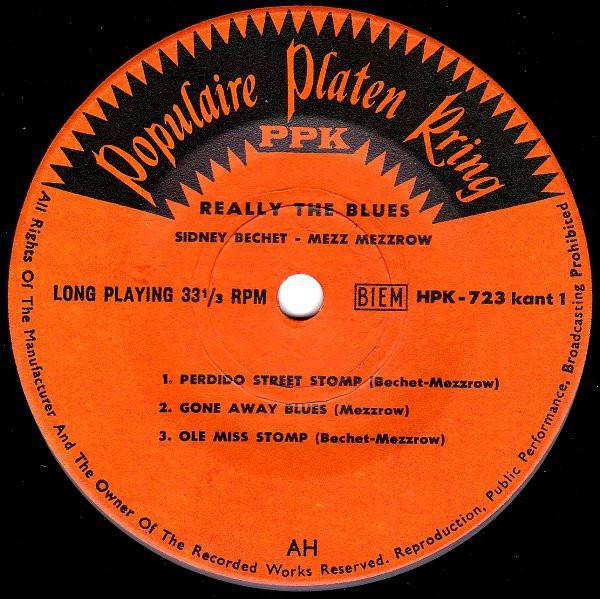 Populaire Platen Kring
PPK
REALLY THE BLUES
SIDNEY BECHET - MEZZ MEZZROW
LONG PLAYING 33 1/3 RPM
BIEM HPK - 723 kant 1
1. PERDIDO STREET STOMP (Bechet-Mezzrow)
2. GONE AWAY BLUES (Mezzrow)
3. OLE MISS STOMP (Bechet-Mezzrow)
AH
All Rights Of The Manufacturer And The Owner Of The Recorded Works Reserved. Reproduction, Public Performance, Broadcasting Prohibited